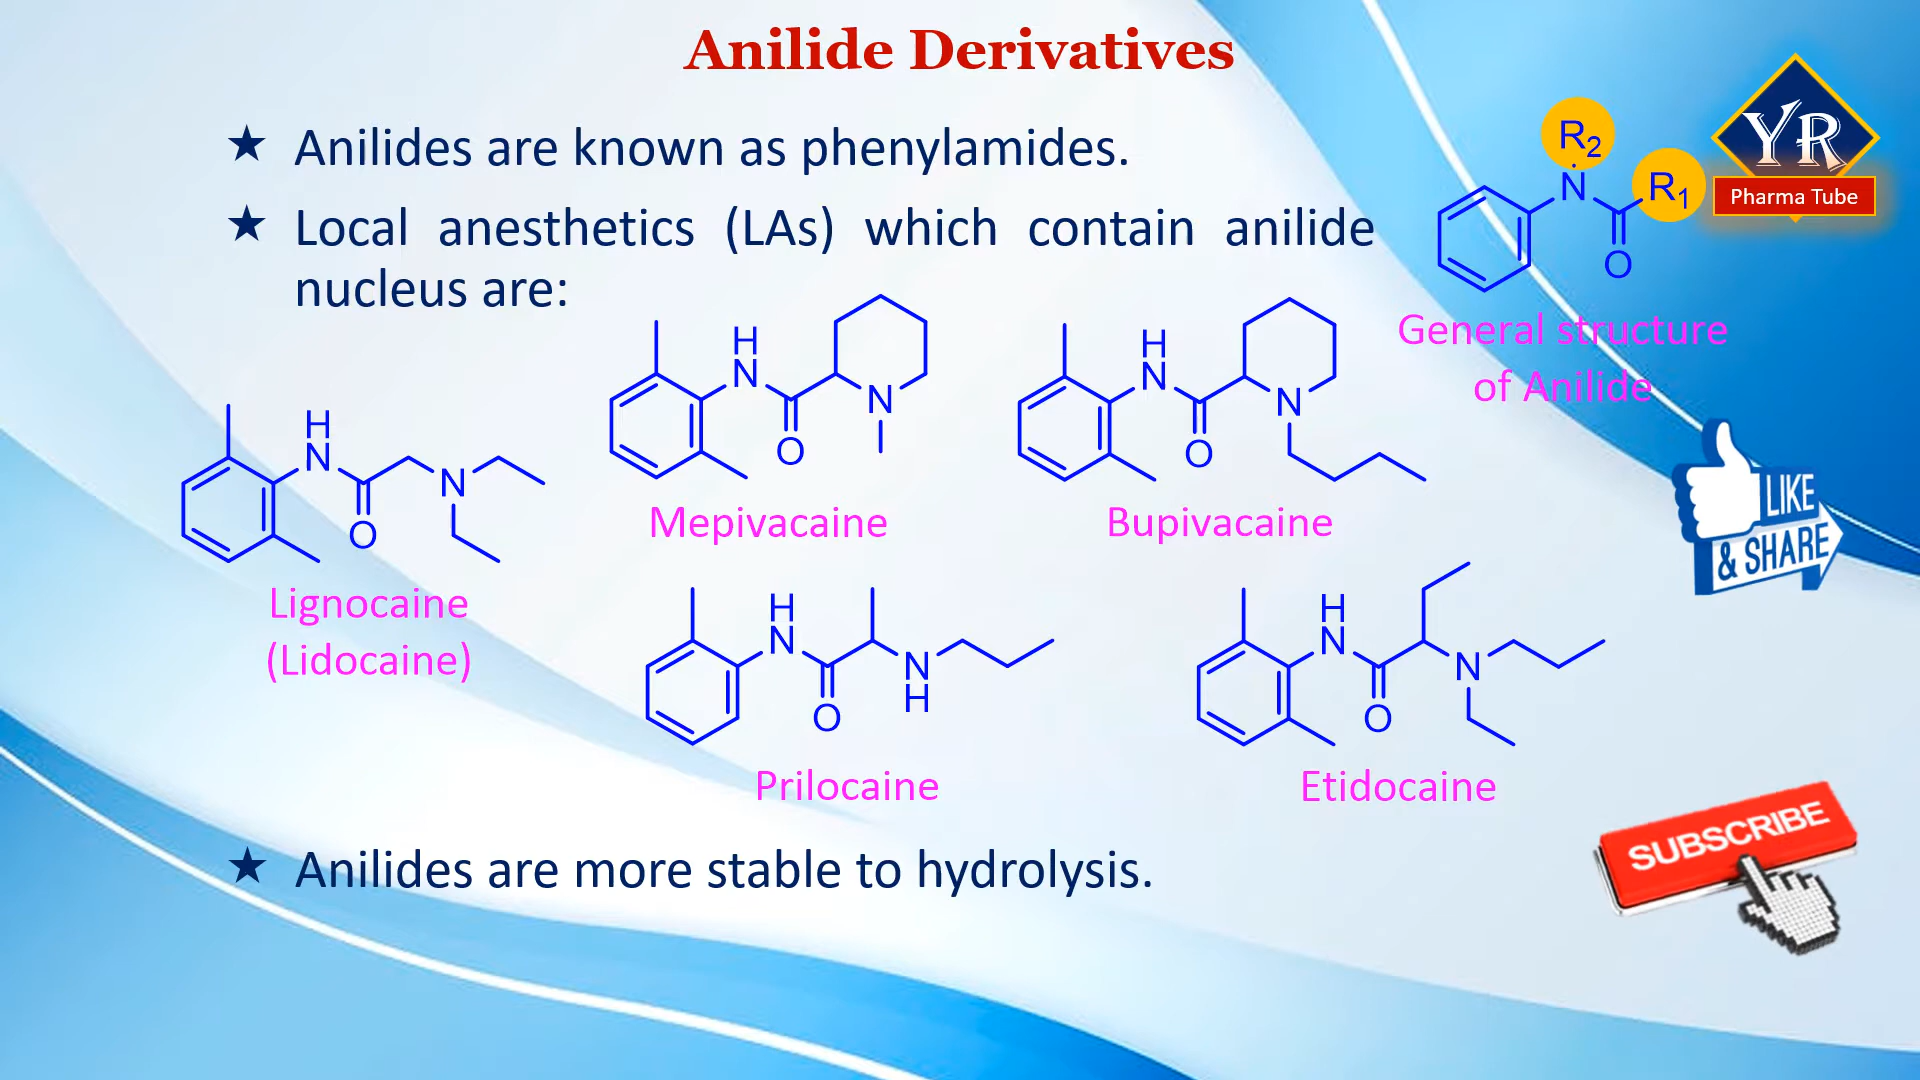 Anilide Derivatives
★ Anilides are known as phenylamides.
★ Local anesthetics (LAs) which contain anilide
nucleus are:
R2
N
R1
O
YR
Pharma Tube
General structure
of Anilide
H
N
O
N
Mepivacaine
H
N
O
N
Bupivacaine
H
N
O
N
Lignocaine
(Lidocaine)
LIKE
& SHARE
H
N
O
N
H
Prilocaine
H
N
O
N
Etidocaine
SUBSCRIBE
★ Anilides are more stable to hydrolysis.